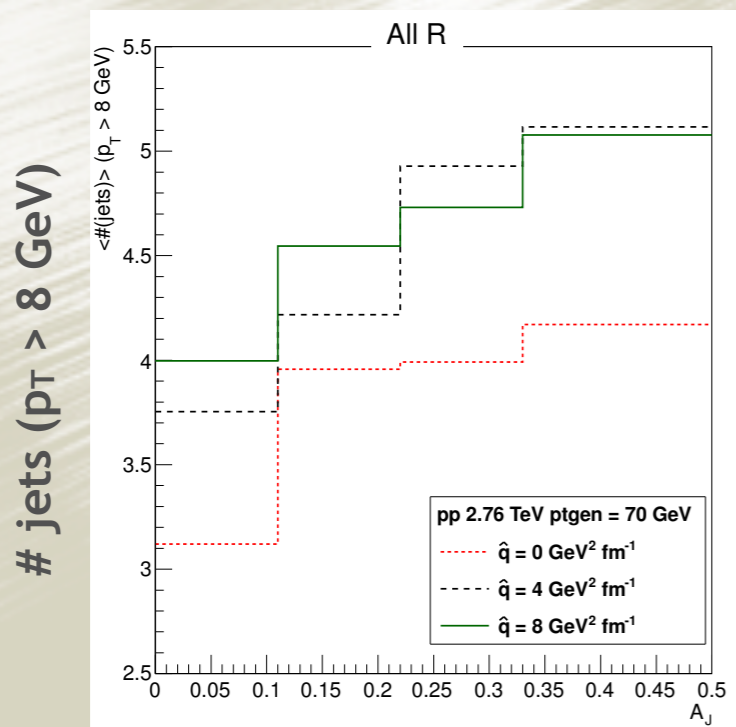 All R
# jets (pT > 8 GeV)
<#(jets)> (pT > 8 GeV)
5.5
5
4.5
4
3.5
3
2.5
pp 2.76 TeV ptgen = 70 GeV
q̂ = 0 GeV² fm⁻¹
q̂ = 4 GeV² fm⁻¹
q̂ = 8 GeV² fm⁻¹
0 0.05 0.1 0.15 0.2 0.25 0.3 0.35 0.4 0.45 0.5
AJ